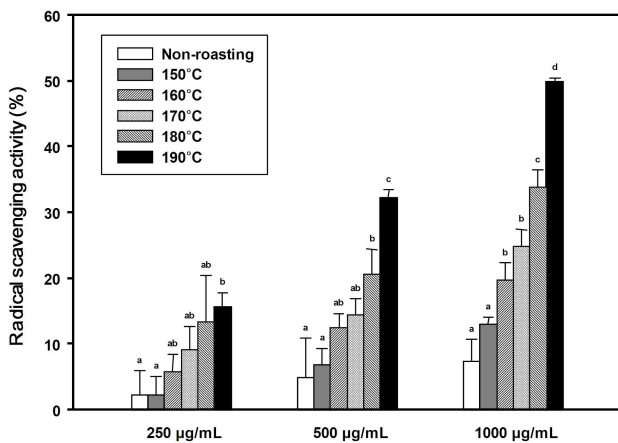 60
50
40
30
20
10
0
Radical scavenging activity (%)
Non-roasting
150°C
160°C
170°C
180°C
190°C
a a ab ab ab b
a a ab ab b c
a a b b c d
250 µg/mL 500 µg/mL 1000 µg/mL